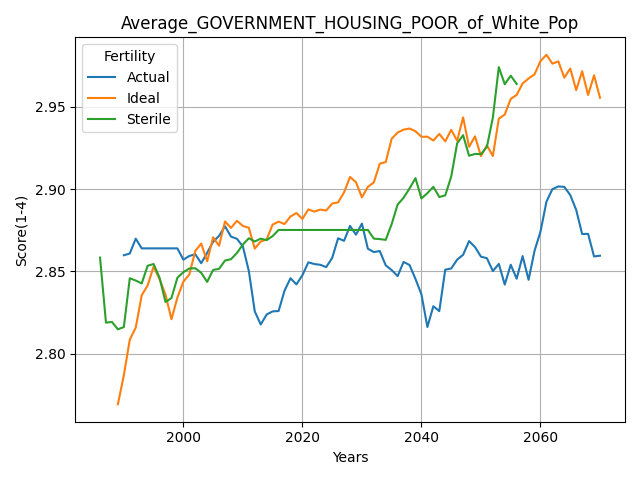 Average_GOVERNMENT_HOUSING_POOR_of_White_Pop
Fertility
Actual
Ideal
Sterile
Score(1-4)
2.95
2.90
2.85
2.80
2000
2020
2040
2060
Years